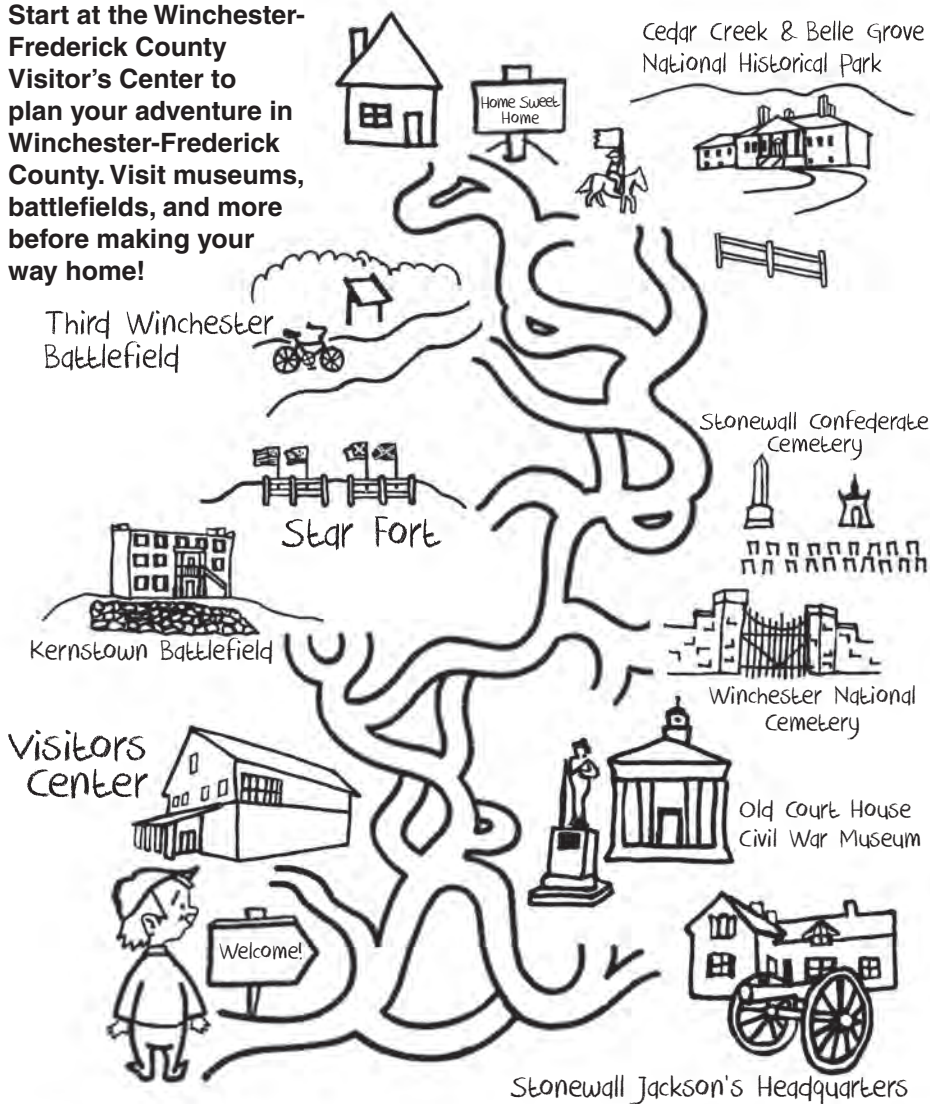 Start at the Winchester-
Frederick County
Visitor’s Center to
plan your adventure in
Winchester-Frederick
County. Visit museums,
battlefields, and more
before making your
way home!
Home Sweet
Home
Cedar Creek & Belle Grove
National Historical Park
Third Winchester
Battlefield
Stonewall Confederate
Cemetery
Star Fort
Kernstown Battlefield
Winchester National
Cemetery
Visitors
Center
Old Court House
Civil War Museum
Welcome!
Stonewall Jackson's Headquarters